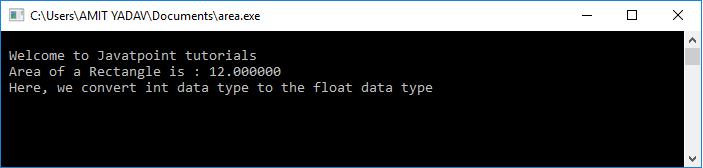 C:\Users\AMIT YADAV\Documents\area.exe
Welcome to Javatpoint tutorials
Area of a Rectangle is : 12.000000
Here, we convert int data type to the float data type